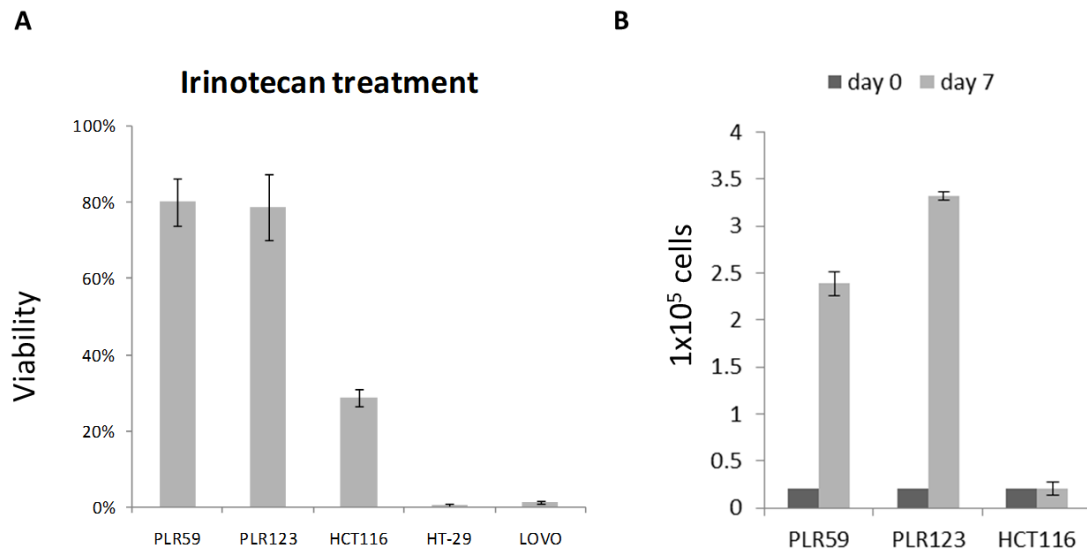 A
Irinotecan treatment
Viability
100%
80%
60%
40%
20%
0%
PLR59 PLR123 HCT116 HT-29 LOVO
B
day 0 day 7
1x10⁵ cells
4
3.5
3
2.5
2
1.5
1
0.5
0
PLR59 PLR123 HCT116